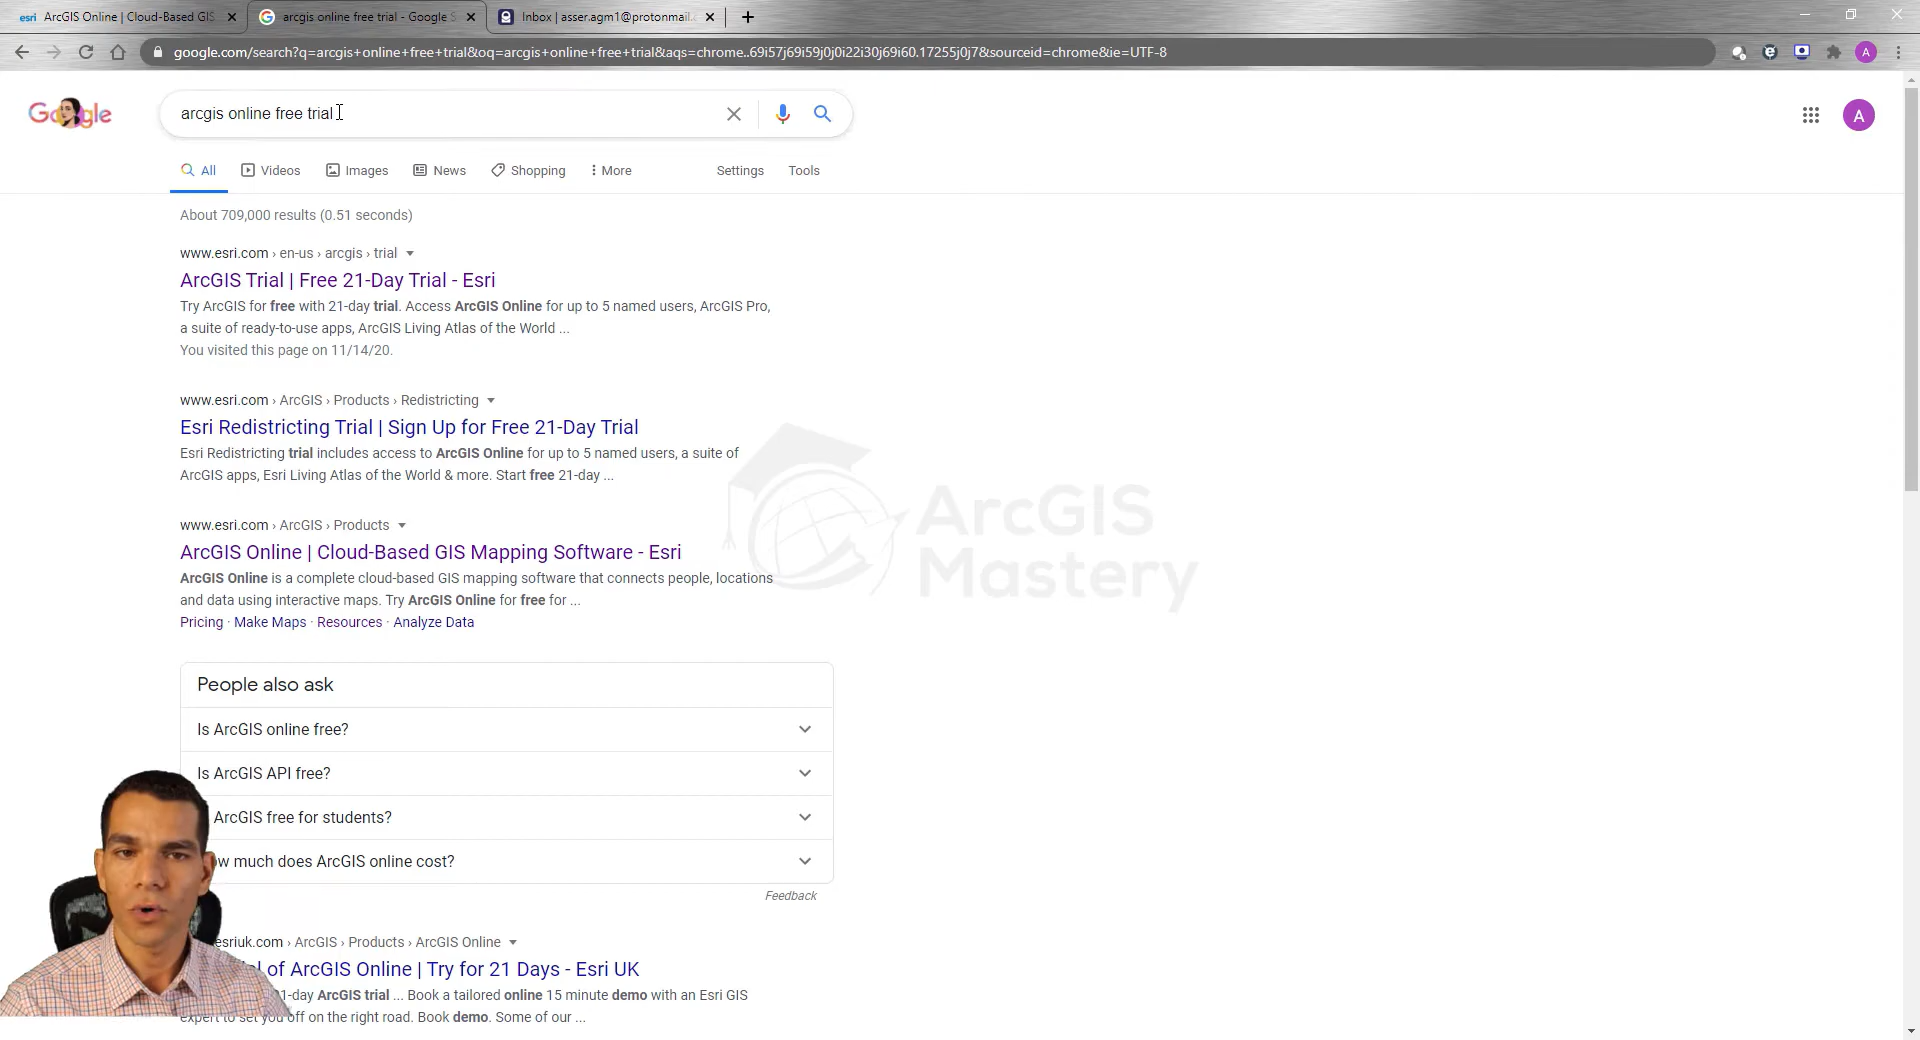 esri ArcGIS Online | Cloud-Based GIS
arcgis online free trial - Google S
Inbox | asser.agm1@protonmail.
google.com/search?q=arcgis+online+free+trial&oq=arcgis+online+free+trial&aqs=chrome..69i57j69i59j0j0i22i30j69i60.17255j0j7&sourceid=chrome&ie=UTF-8
A
Google
arcgis online free trial
A
All
Videos
Images
News
Shopping
More
Settings
Tools
About 709,000 results (0.51 seconds)
www.esri.com › en-us › arcgis › trial
ArcGIS Trial | Free 21-Day Trial - Esri
Try ArcGIS for free with 21-day trial. Access ArcGIS Online for up to 5 named users, ArcGIS Pro,
a suite of ready-to-use apps, ArcGIS Living Atlas of the World ...
You visited this page on 11/14/20.
www.esri.com › ArcGIS › Products › Redistricting
Esri Redistricting Trial | Sign Up for Free 21-Day Trial
Esri Redistricting trial includes access to ArcGIS Online for up to 5 named users, a suite of
ArcGIS apps, Esri Living Atlas of the World & more. Start free 21-day ...
www.esri.com › ArcGIS › Products
ArcGIS Online | Cloud-Based GIS Mapping Software - Esri
ArcGIS Online is a complete cloud-based GIS mapping software that connects people, locations
and data using interactive maps. Try ArcGIS Online for free for ...
Pricing · Make Maps · Resources · Analyze Data
ArcGIS
Mastery
People also ask
Is ArcGIS online free?
Is ArcGIS API free?
ArcGIS free for students?
ow much does ArcGIS online cost?
Feedback
esriuk.com › ArcGIS › Products › ArcGIS Online
al of ArcGIS Online | Try for 21 Days - Esri UK
1-day ArcGIS trial ... Book a tailored online 15 minute demo with an Esri GIS
expert to set you off on the right road. Book demo. Some of our ...